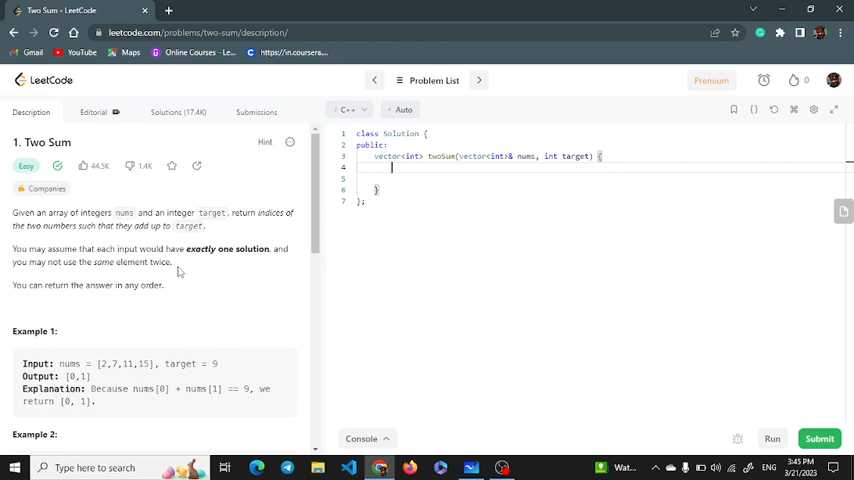 Two Sum - LeetCode
leetcode.com/problems/two-sum/description/
Gmail YouTube Maps Online Courses - Le... https://in.coursera...
LeetCode Problem List Premium 0
Description Editorial Solutions (17.4K) Submissions C++ Auto
1. Two Sum Hint
Easy 44.5K 1.4K
Companies
Given an array of integers nums and an integer target, return indices of
the two numbers such that they add up to target.
You may assume that each input would have exactly one solution, and
you may not use the same element twice.
You can return the answer in any order.
Example 1:
Input: nums = [2,7,11,15], target = 9
Output: [0,1]
Explanation: Because nums[0] + nums[1] == 9, we
return [0, 1].
Example 2:
1 class Solution {
2 public:
3 vector<int> twoSum(vector<int>& nums, int target) {
4
5
6 }
7 };
Console Run Submit
Type here to search
Wat...
ENG
3:45 PM
3/21/2023